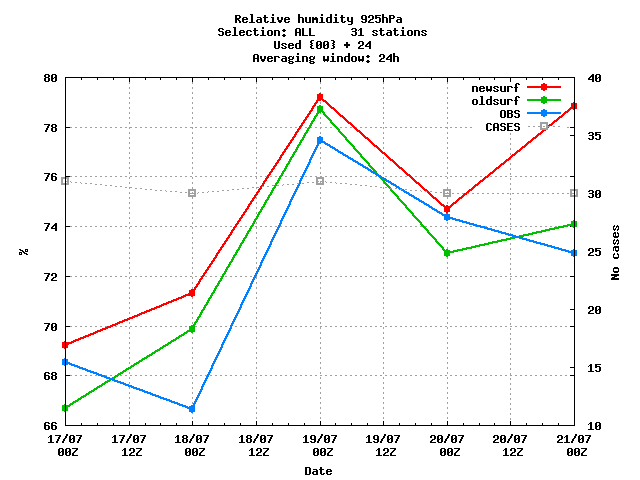 Relative humidity 925hPa
Selection: ALL     31 stations
Used {00} + 24
Averaging window: 24h
newsurf
oldsurf
OBS
CASES
80
78
76
74
72
70
68
66
%
40
35
30
25
20
15
10
No cases
17/07 17/07 18/07 18/07 19/07 19/07 20/07 20/07 21/07
00Z 12Z 00Z 12Z 00Z 12Z 00Z 12Z 00Z
Date